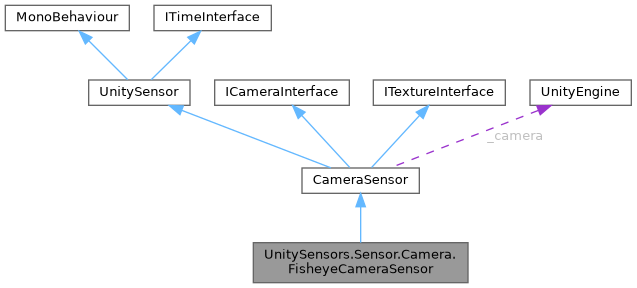 MonoBehaviour
ITimeInterface
UnitySensor
ICameraInterface
ITextureInterface
UnityEngine
_camera
CameraSensor
UnitySensors.Sensor.Camera.
FisheyeCameraSensor